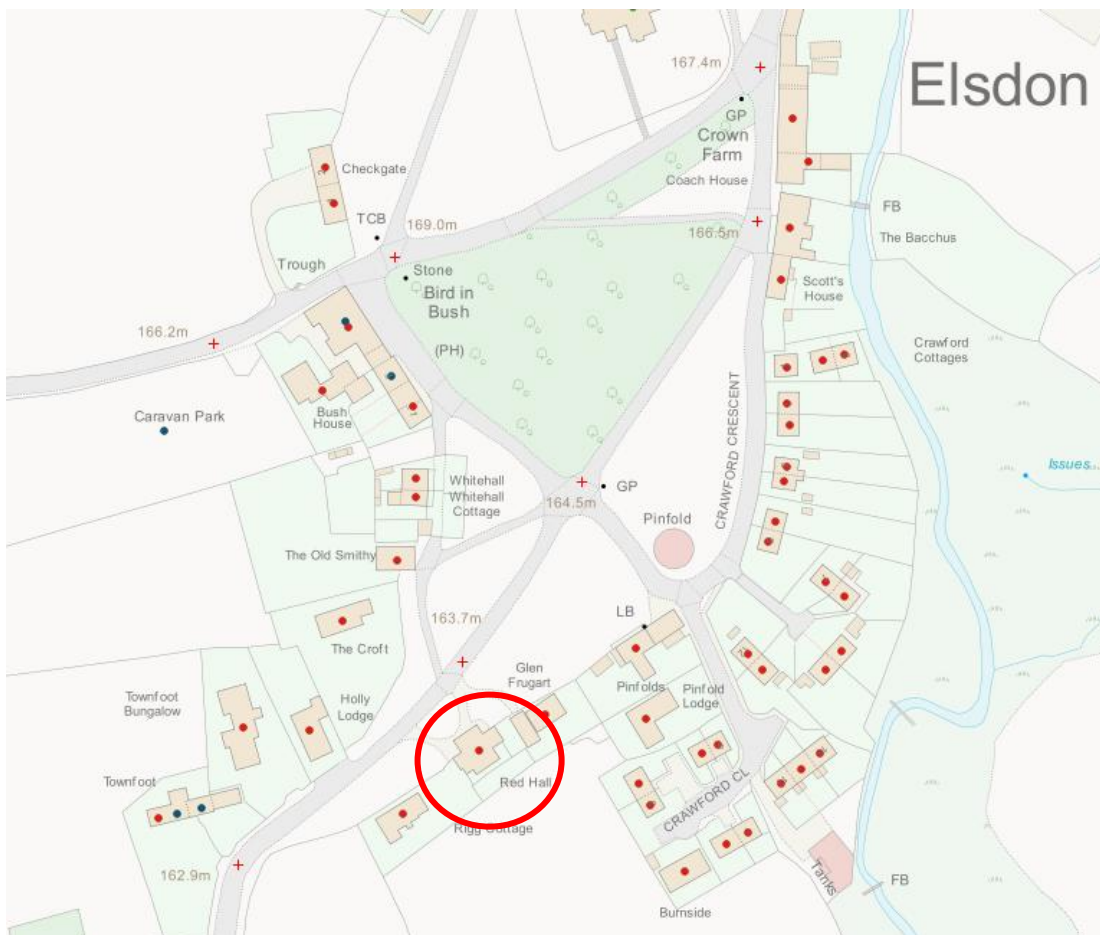 167.4m
Elsdon
GP
Crown
Farm
Checkgate
Coach House
TCB
FB
169.0m
166.5m
The Bacchus
Trough
Stone
Bird in
Bush
Scott's
House
166.2m
(PH)
Crawford
Cottages
CRAWFORD CRESCENT
Caravan Park
Bush
House
Issues
Whitehall
Whitehall
Cottage
GP
164.5m
Pinfold
The Old Smithy
163.7m
LB
The Croft
Glen
Frugart
Townfoot
Bungalow
Holly
Lodge
Pinfolds
Pinfold
Lodge
Townfoot
Red Hall
CRAWFORD CL
Rigg Cottage
162.9m
Tanks
FB
Burnside